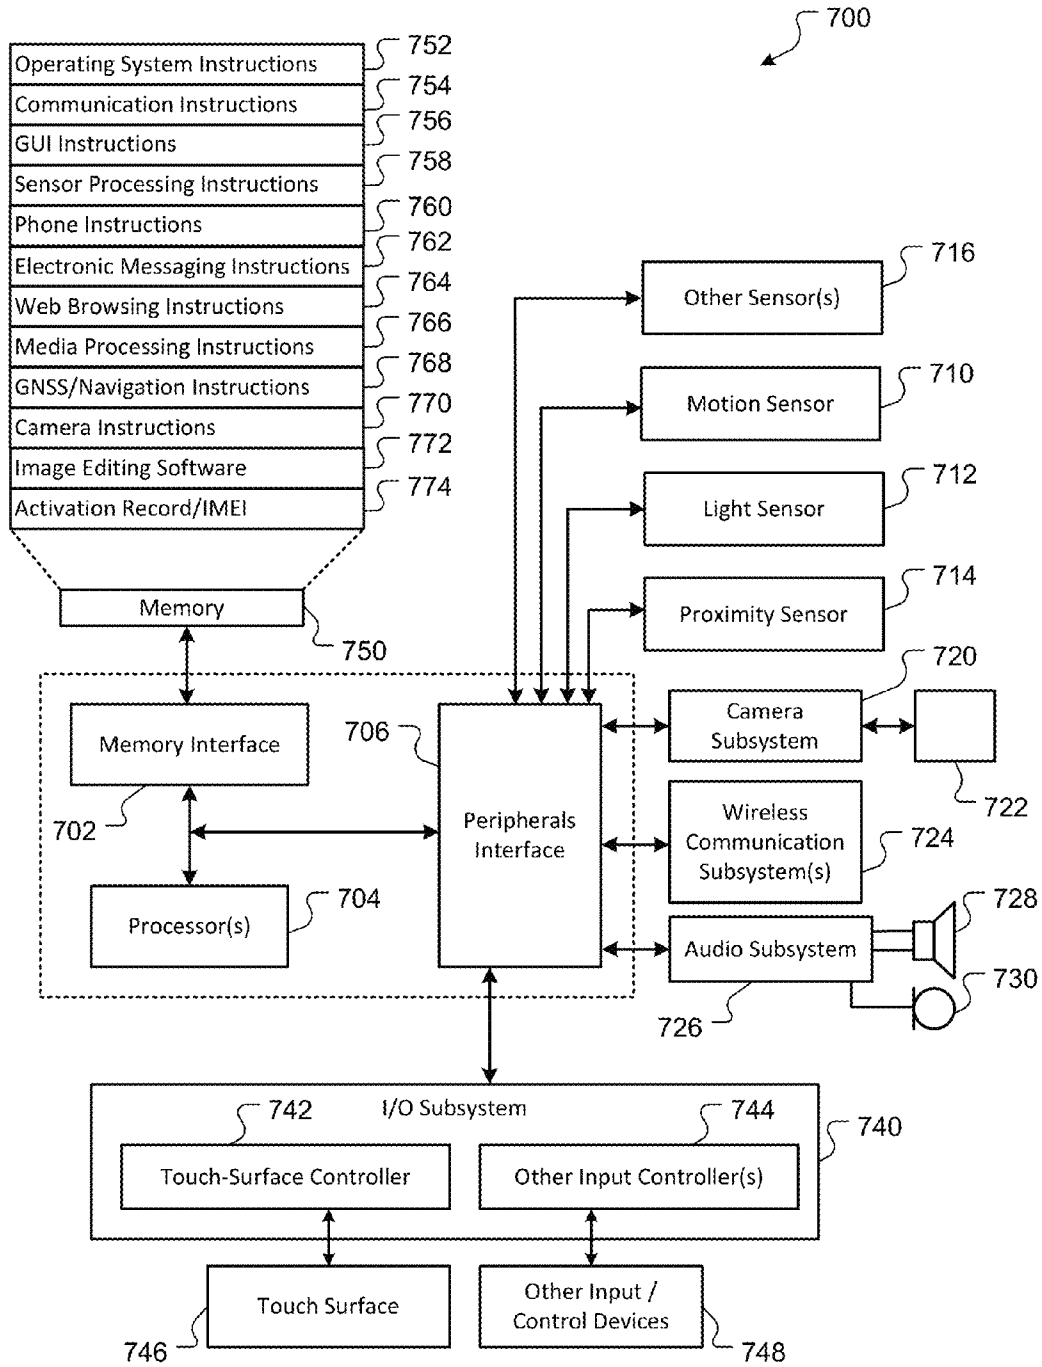 700
Operating System Instructions
752
Communication Instructions
754
GUI Instructions
756
Sensor Processing Instructions
758
Phone Instructions
760
Electronic Messaging Instructions
762
Web Browsing Instructions
764
Media Processing Instructions
766
GNSS/Navigation Instructions
768
Camera Instructions
770
Image Editing Software
772
Activation Record/IMEI
774
Memory
750
Other Sensor(s)
716
Motion Sensor
710
Light Sensor
712
Proximity Sensor
714
Memory Interface
702
Processor(s)
704
706
Peripherals
Interface
Camera
Subsystem
720
722
Wireless
Communication
Subsystem(s)
724
Audio Subsystem
726
728
730
I/O Subsystem
740
742
Touch-Surface Controller
744
Other Input Controller(s)
Touch Surface
746
Other Input /
Control Devices
748